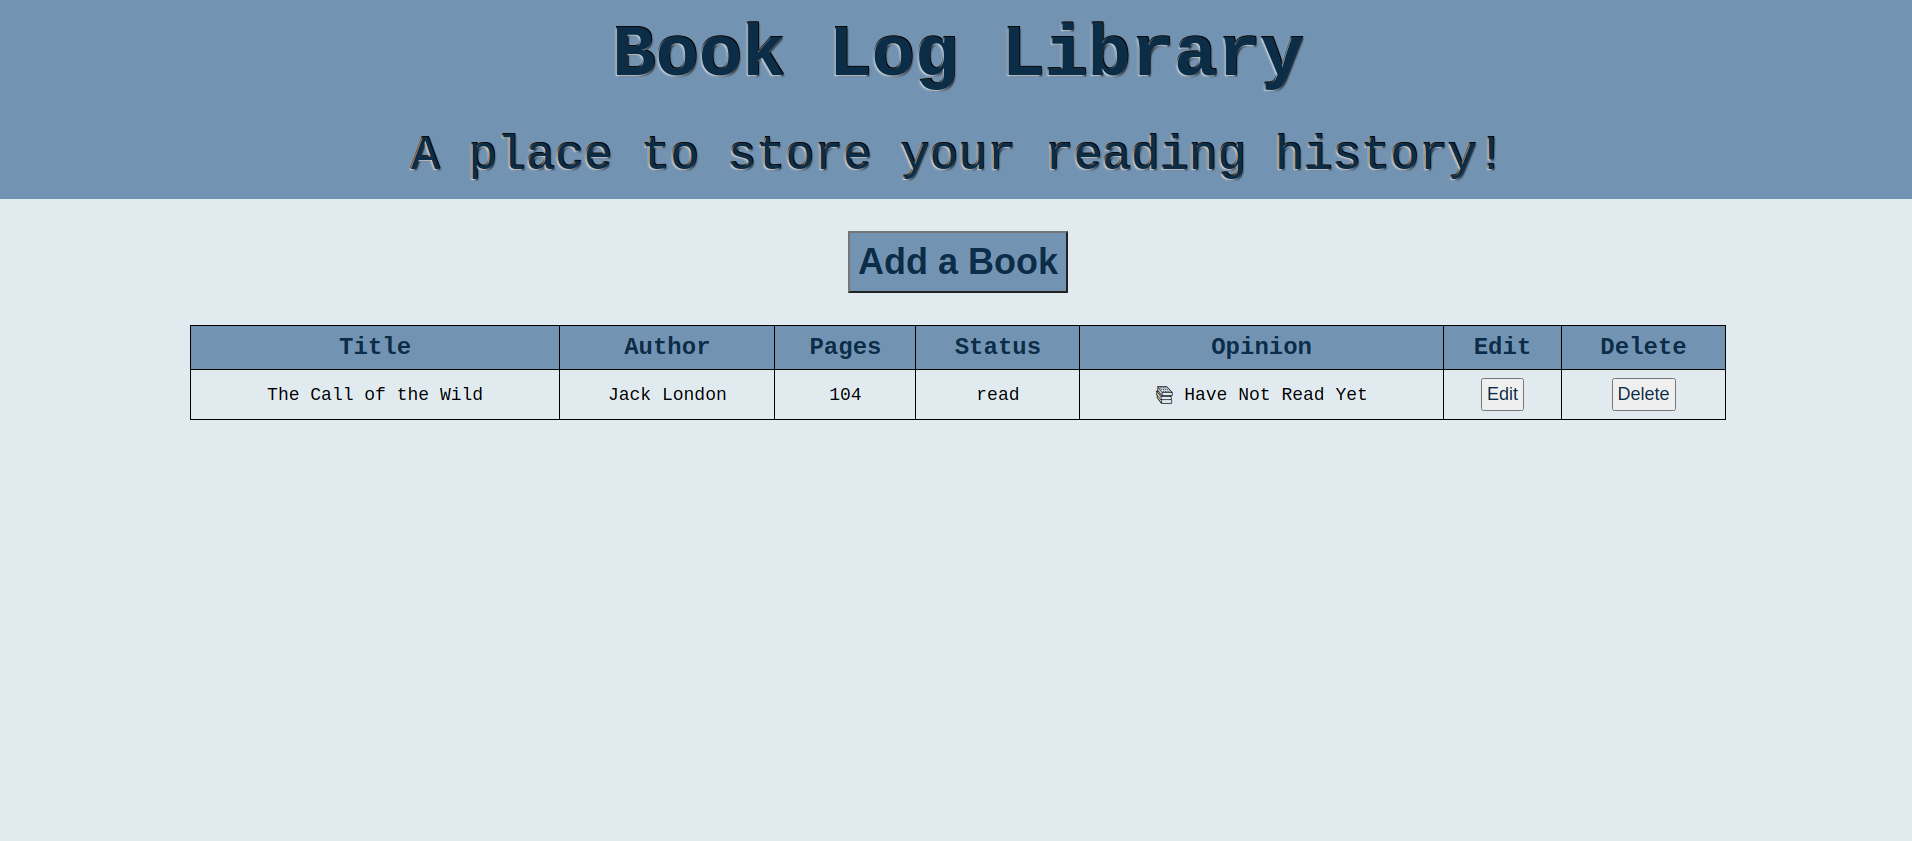 Book Log Library
A place to store your reading history!
Add a Book
Title Author Pages Status Opinion Edit Delete
The Call of the Wild Jack London 104 read 📚 Have Not Read Yet Edit Delete